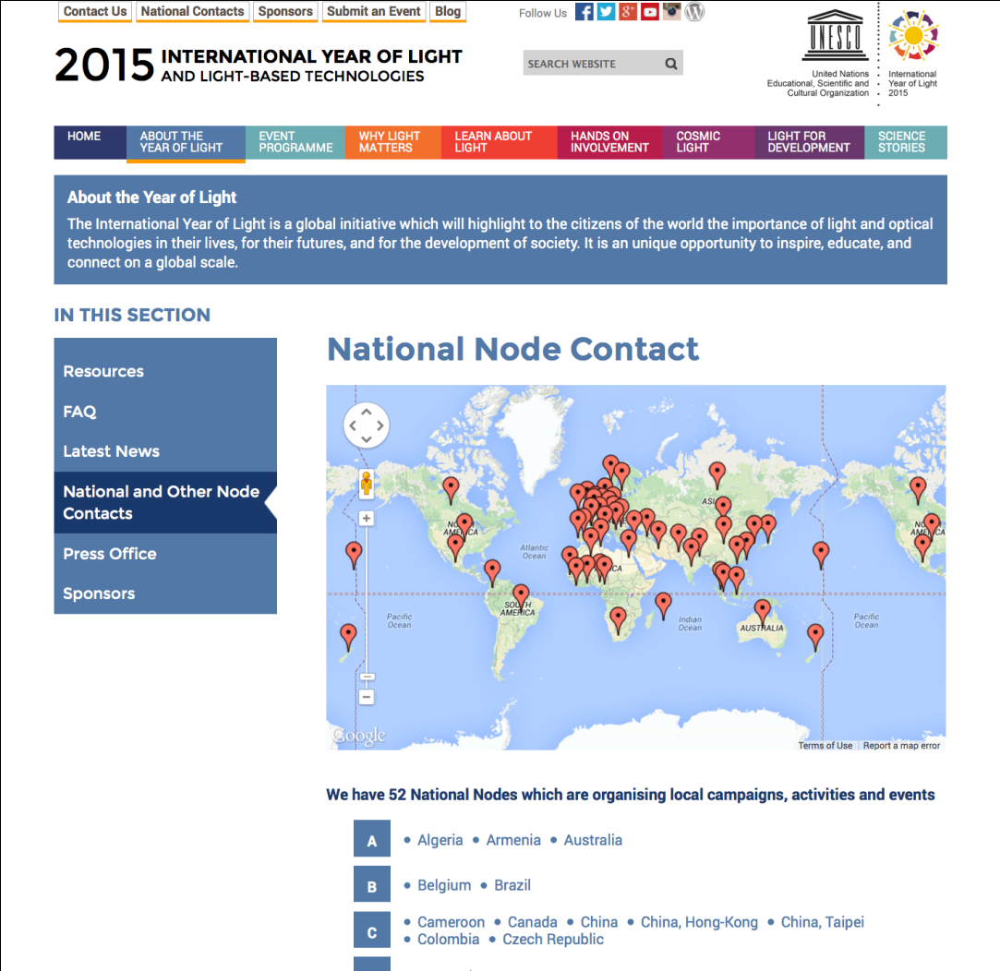 Contact Us National Contacts Sponsors Submit an Event Blog
Follow Us
2015 INTERNATIONAL YEAR OF LIGHT
AND LIGHT-BASED TECHNOLOGIES
SEARCH WEBSITE
UNESCO
United Nations
Educational, Scientific and
Cultural Organization
International
Year of Light
2015
HOME
ABOUT THE
YEAR OF LIGHT
EVENT
PROGRAMME
WHY LIGHT
MATTERS
LEARN ABOUT
LIGHT
HANDS ON
INVOLVEMENT
COSMIC
LIGHT
LIGHT FOR
DEVELOPMENT
SCIENCE
STORIES
About the Year of Light
The International Year of Light is a global initiative which will highlight to the citizens of the world the importance of light and optical
technologies in their lives, for their futures, and for the development of society. It is an unique opportunity to inspire, educate, and
connect on a global scale.
IN THIS SECTION
Resources
FAQ
Latest News
National and Other Node
Contacts
Press Office
Sponsors
National Node Contact
Atlantic
Ocean
SOUTH
AMERICA
Pacific
Ocean
Indian
Ocean
AUSTRALIA
Pacific
Ocean
Google
Terms of Use Report a map error
We have 52 National Nodes which are organising local campaigns, activities and events
A • Algeria • Armenia • Australia
B • Belgium • Brazil
C • Cameroon • Canada • China • China, Hong-Kong • China, Taipei
• Colombia • Czech Republic